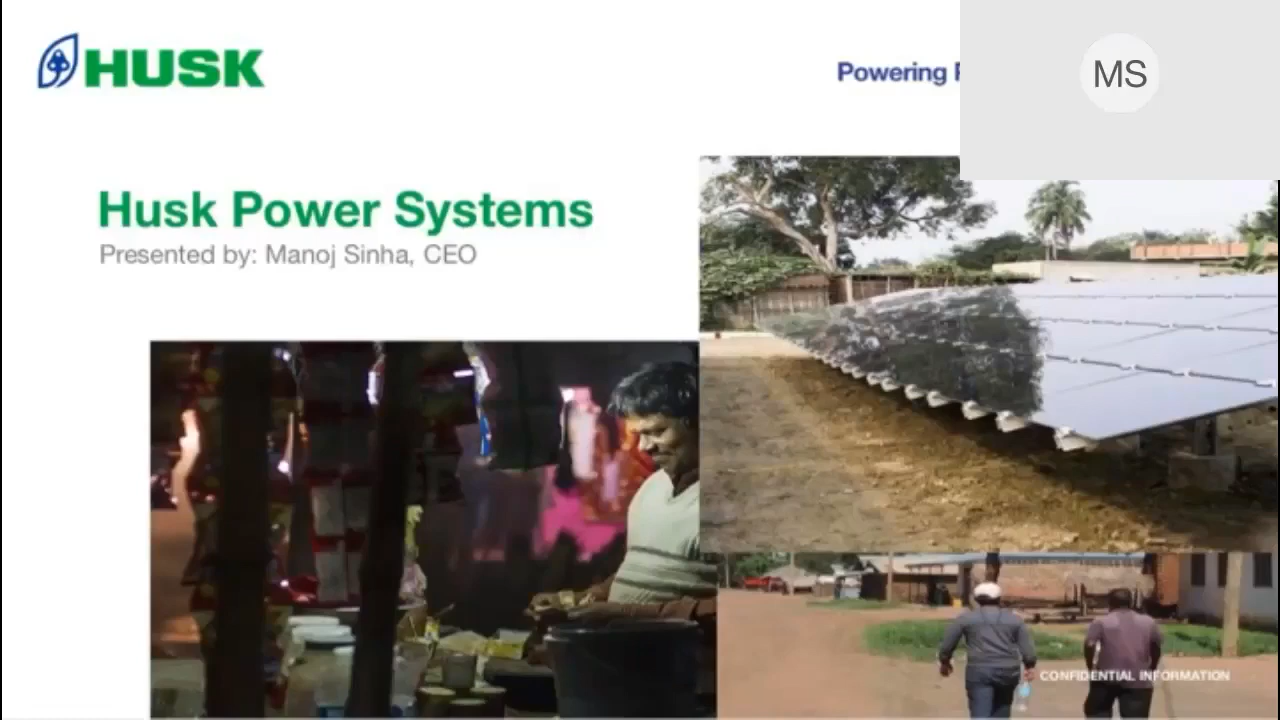 HUSK
Powering
MS
Husk Power Systems
Presented by: Manoj Sinha, CEO
CONFIDENTIAL INFORMATION